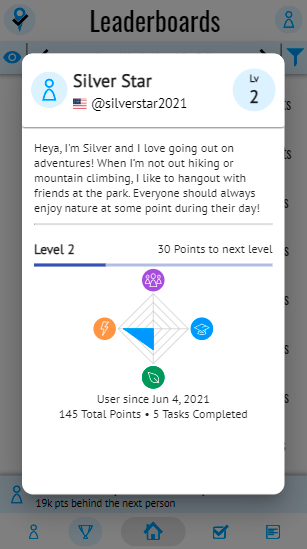 Leaderboards
Silver Star
@silverstar2021
Lv
2
Heya, I'm Silver and I love going out on
adventures! When I'm not out hiking or
mountain climbing, I like to hangout with
friends at the park. Everyone should always
enjoy nature at some point during their day!
Level 2
30 Points to next level
User since Jun 4, 2021
145 Total Points • 5 Tasks Completed
19k pts behind the next person